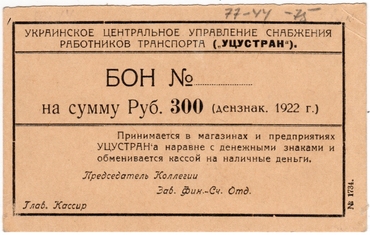 77-44 -75
УКРАИНСКОЕ ЦЕНТРАЛЬНОЕ УПРАВЛЕНИЕ СНАБЖЕНИЯ
РАБОТНИКОВ ТРАНСПОРТА („УЦУСТРАН").
БОН №
на сумму Руб. 300 (дензнак. 1922 г.)
Принимается в магазинах и предприятиях
УЦУСТРАН'а наравне с денежными знаками и
обменивается кассой на наличные деньги.
Председатель Коллегии
Зав. Фин.-Сч. Отд.
Глав. Кассир
№ 1734.